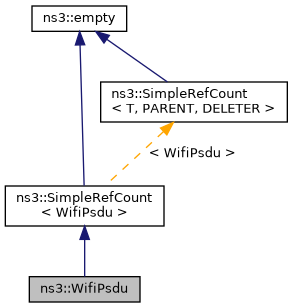 ns3::empty
ns3::SimpleRefCount
< T, PARENT, DELETER >
< WifiPsdu >
ns3::SimpleRefCount
< WifiPsdu >
ns3::WifiPsdu